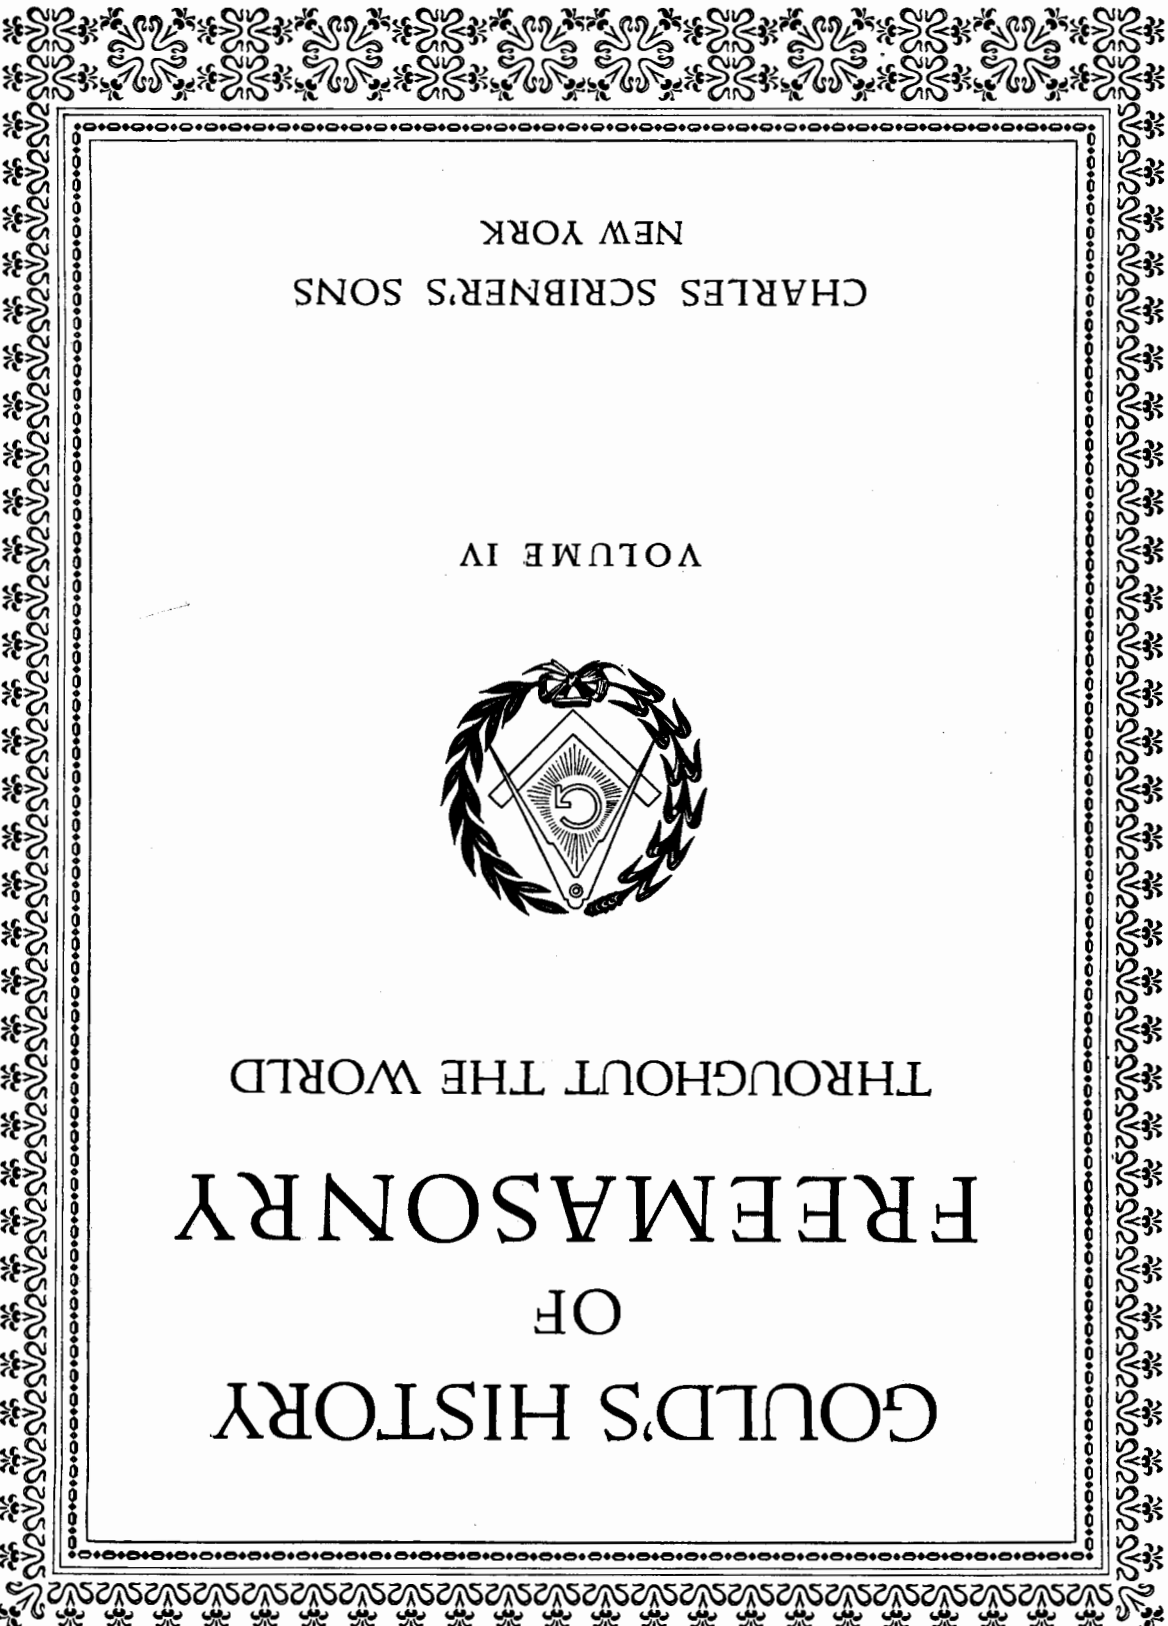 GOULD'S HISTORY
OF
FREEMASONRY
THROUGHOUT THE WORLD
G
VOLUME IV
CHARLES SCRIBNER'S SONS
NEW YORK